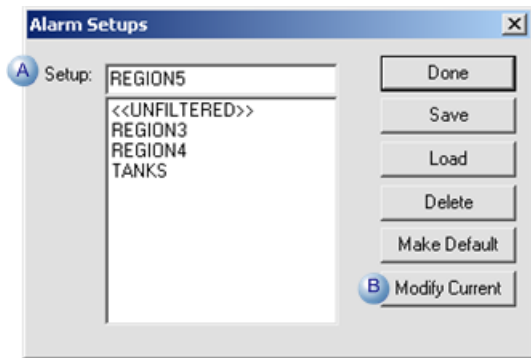 Alarm Setups
A Setup: REGION5
<<UNFILTERED>>
REGION3
REGION4
TANKS
Done
Save
Load
Delete
Make Default
B Modify Current